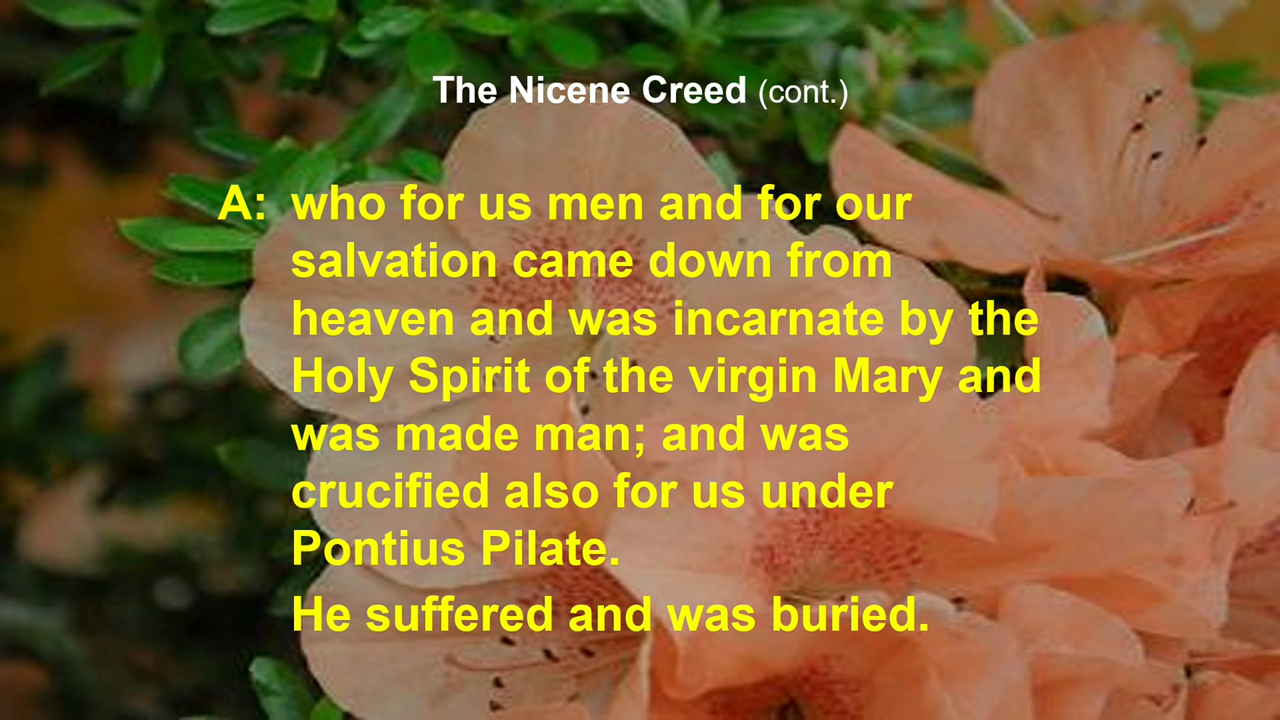 The Nicene Creed (cont.)
A: who for us men and for our
salvation came down from
heaven and was incarnate by the
Holy Spirit of the virgin Mary and
was made man; and was
crucified also for us under
Pontius Pilate.
He suffered and was buried.